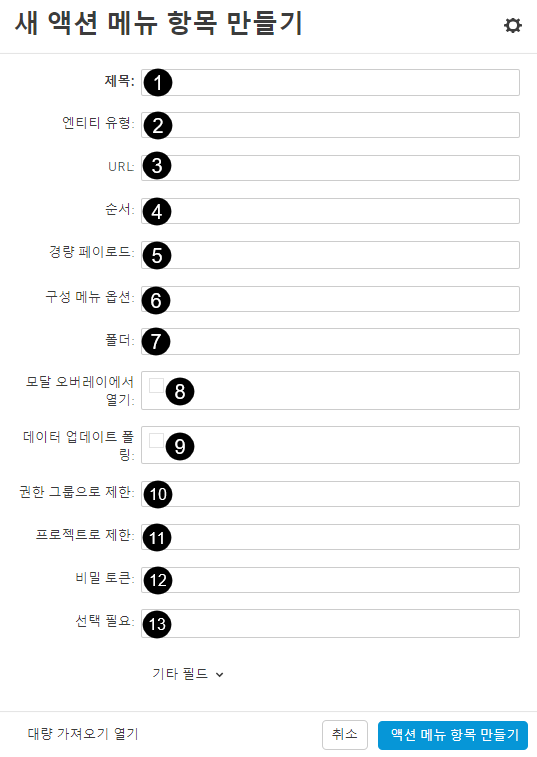 새 액션 메뉴 항목 만들기
제목: 1
엔티티 유형: 2
URL: 3
순서: 4
경량 페이로드: 5
구성 메뉴 옵션: 6
폴더: 7
모달 오버레이에서
열기: 8
데이터 업데이트 폴
링: 9
권한 그룹으로 제한: 10
프로젝트로 제한: 11
비밀 토큰: 12
선택 필요: 13
기타 필드
대량 가져오기 열기 취소 액션 메뉴 항목 만들기